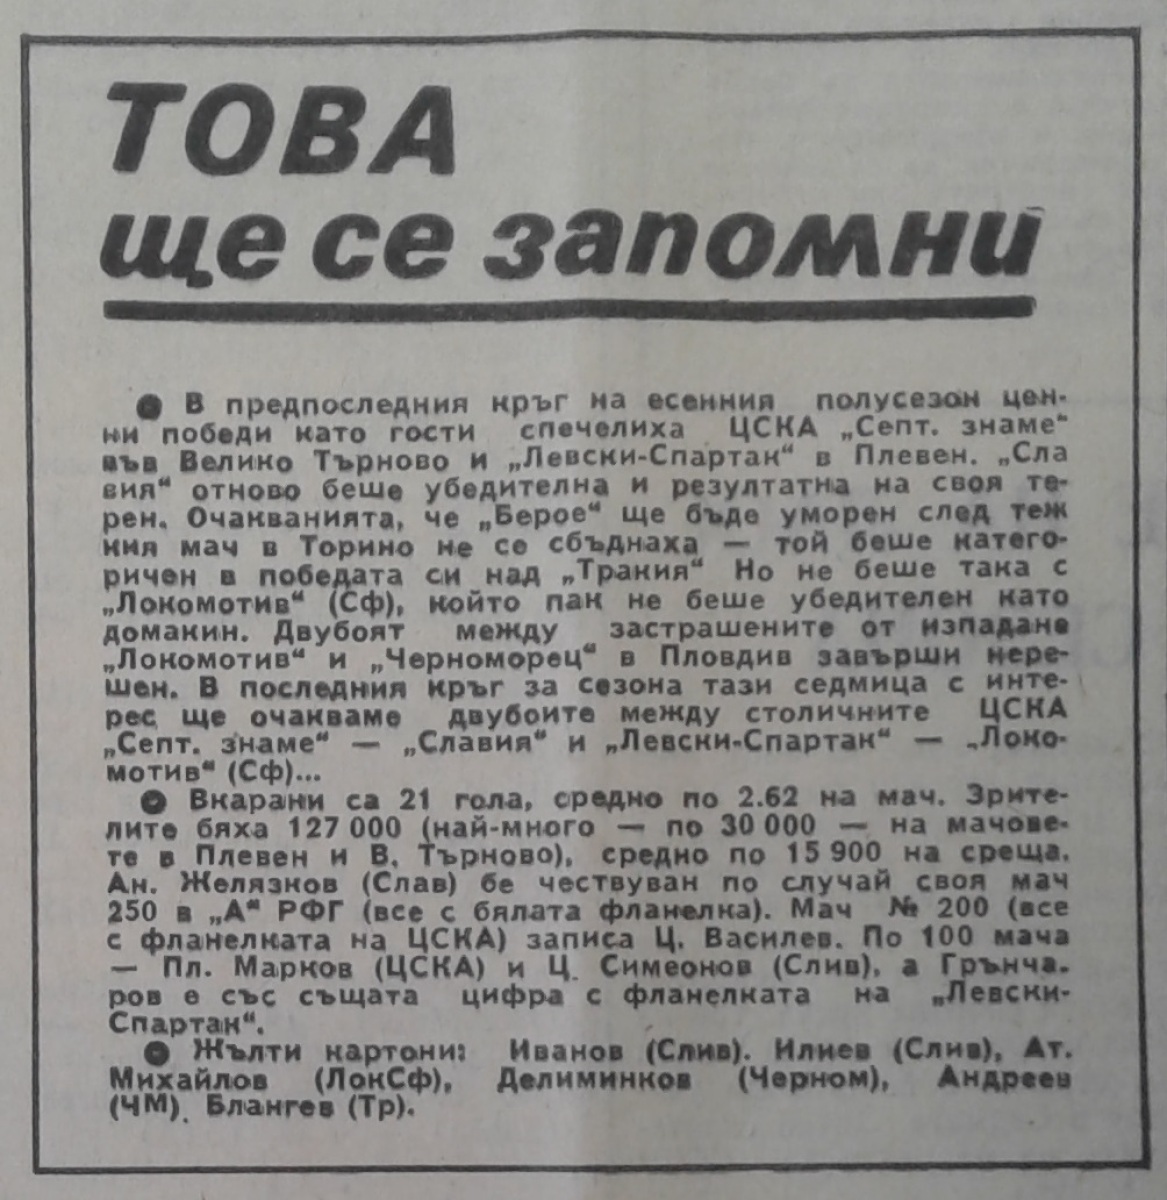 ТОВА
ще се запомни
● В предпоследния кръг на есенния полусезон цен-
ни победи като гости спечелиха ЦСКА „Септ. знаме“
във Велико Търново и „Левски-Спартак“ в Плевен. „Сла
вия“ отново беше убедителна и резултатна на своя те-
рен. Очакванията, че „Берое“ ще бъде уморен след теж
кия мач в Торино не се сбъднаха — той беше катего-
ричен в победата си над „Тракия“ Но не беше така с
„Локомотив“ (Сф), който пак не беше убедителен като
домакин. Двубоят между застрашените от изпадане
„Локомотив“ и „Черноморец“ в Пловдив завърши нере-
шен. В последния кръг за сезона тази седмица с инте-
рес ще очакваме двубоите между столичните ЦСКА
„Септ. знаме“ — „Славия“ и „Левски-Спартак“ — „Локо-
мотив“ (Сф)...
● Вкарани са 21 гола, средно по 2.62 на мач. Зрите-
лите бяха 127 000 (най-много — по 30 000 — на мачове-
те в Плевен и В. Търново), средно по 15 900 на среща.
Ан. Желязков (Слав) бе чествуван по случай своя мач
250 в „А“ РФГ (все с бялата фланелка). Мач № 200 (все
с фланелката на ЦСКА) записа Ц. Василев. По 100 мача
— Пл. Марков (ЦСКА) и Ц. Симеонов (Слив), а Грънча-
ров е със същата цифра с фланелката на „Левски-
Спартак“.
● Жълти картони: Иванов (Слив). Илиев (Слив), Ат.
Михайлов (ЛокСф), Делиминков (Черном), Андреев
(ЧМ). Блангев (Тр).